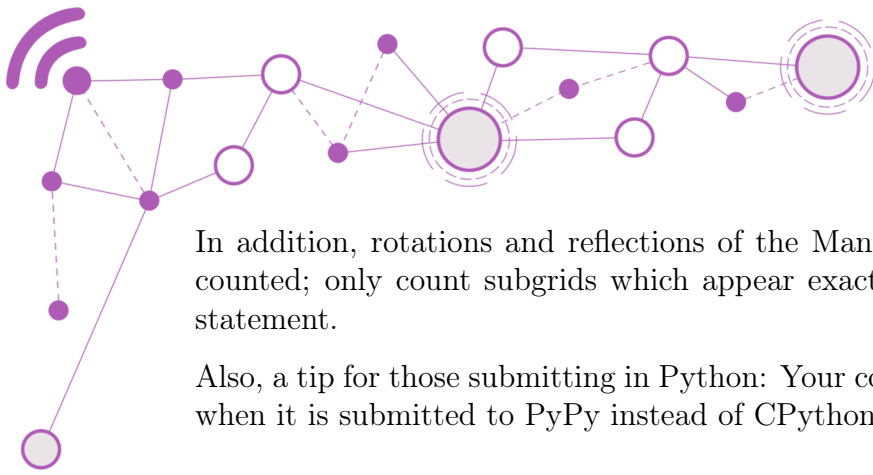 In addition, rotations and reflections of the Man
counted; only count subgrids which appear exact
statement.
Also, a tip for those submitting in Python: Your co
when it is submitted to PyPy instead of CPython